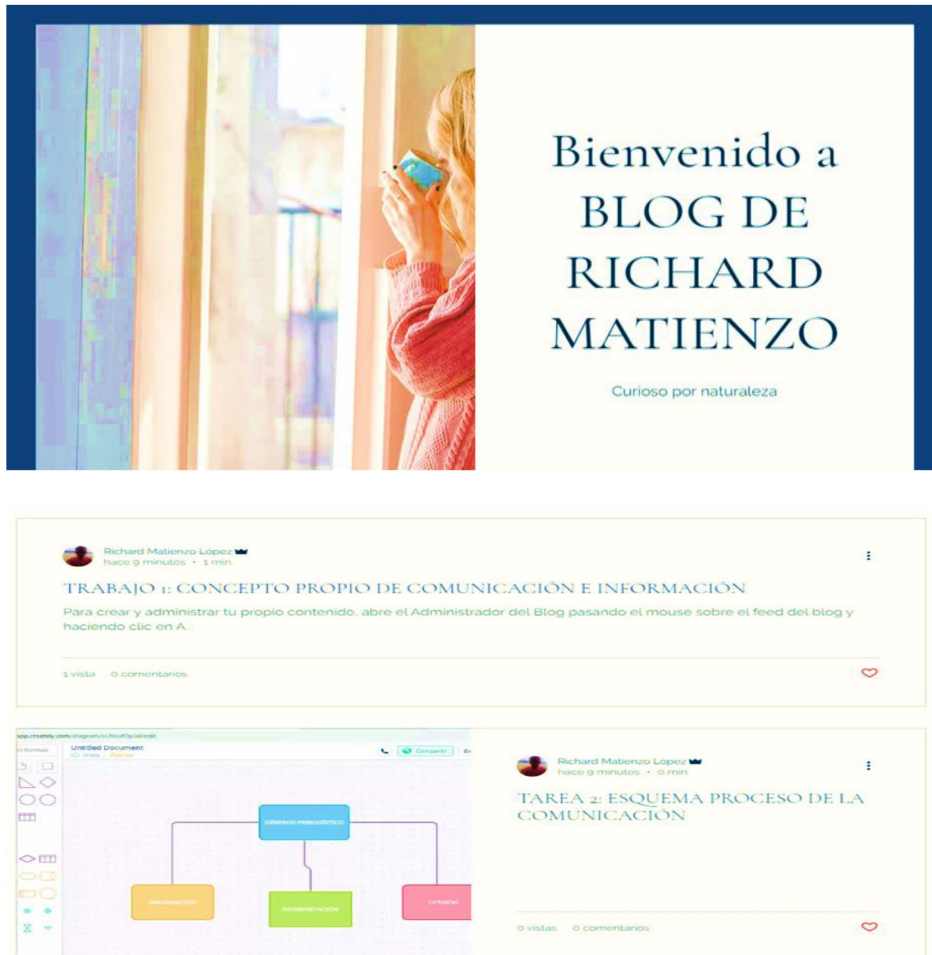 Bienvenido a
BLOG DE
RICHARD
MATIENZO
Curioso por naturaleza
Richard Matienzo López
hace 9 minutos • 1 min.
TRABAJO 1: CONCEPTO PROPIO DE COMUNICACIÓN E INFORMACIÓN
Para crear y administrar tu propio contenido, abre el Administrador del Blog pasando el mouse sobre el feed del blog y
haciendo clic en A...
1 vista 0 comentarios
Untitled Document
Compartir
GÉNEROS PERIODÍSTICO
INFORMACIÓN
INTERPRETACIÓN
OPINIÓN
Richard Matienzo López
hace 9 minutos • 0 min.
TAREA 2: ESQUEMA PROCESO DE LA
COMUNICACIÓN
0 vistas 0 comentarios